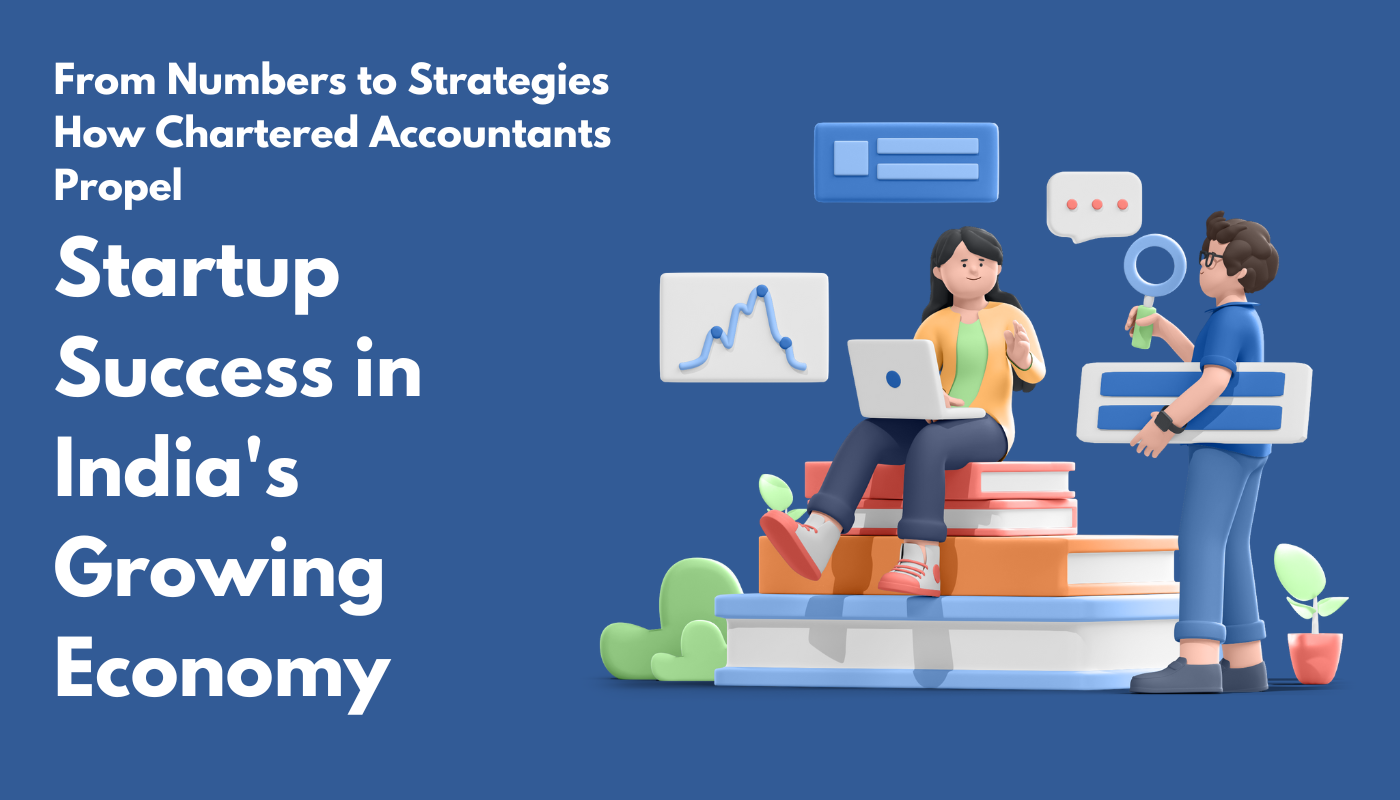 From Numbers to Strategies
How Chartered Accountants
Propel
Startup
Success in
India's
Growing
Economy